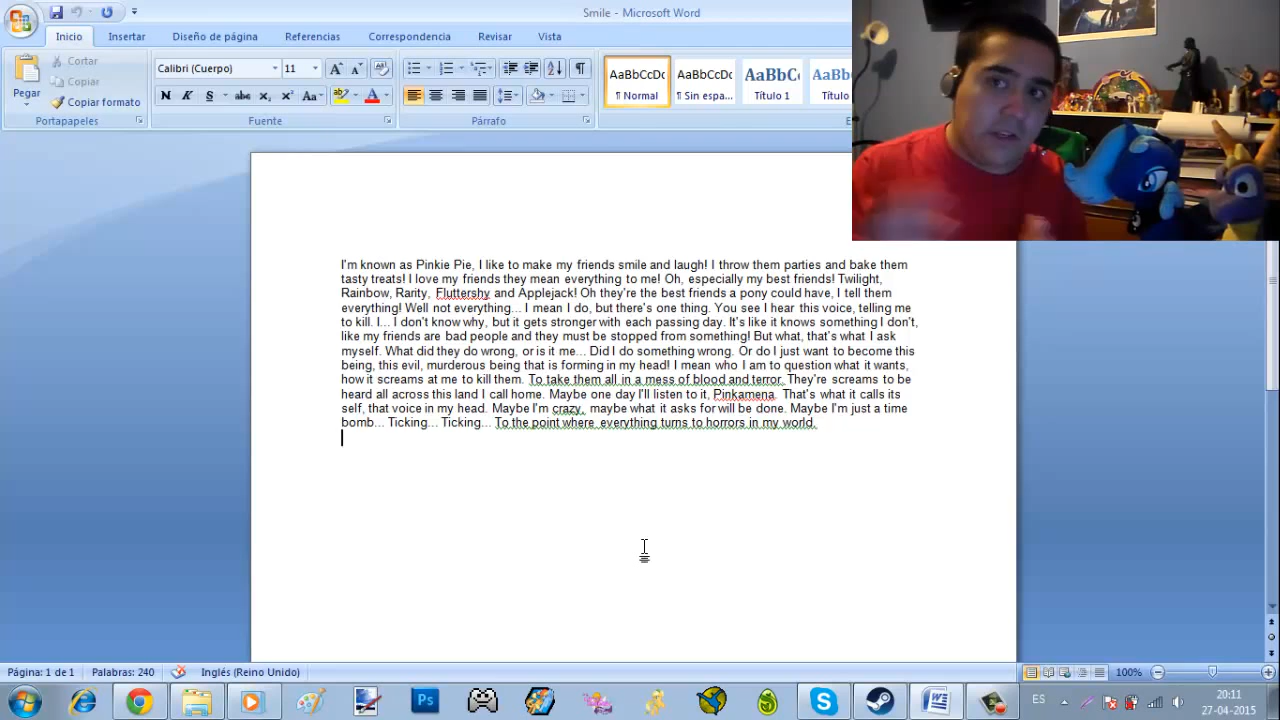 Smile - Microsoft Word
Inicio Insertar Diseño de página Referencias Correspondencia Revisar Vista
Pegar
Cortar
Copiar
Copiar formato
Portapapeles
Calibri (Cuerpo) 11
N K S abc x₂ x² Aa
Fuente
Párrafo
AaBbCcDc AaBbCcDc AaBbC AaBb
¶ Normal ¶ Sin espa... Título 1 Título
I'm known as Pinkie Pie, I like to make my friends smile and laugh! I throw them parties and bake them
tasty treats! I love my friends they mean everything to me! Oh, especially my best friends! Twilight,
Rainbow, Rarity, Fluttershy and Applejack! Oh they're the best friends a pony could have, I tell them
everything! Well not everything... I mean I do, but there's one thing. You see I hear this voice, telling me
to kill. I... I don't know why, but it gets stronger with each passing day. It's like it knows something I don't,
like my friends are bad people and they must be stopped from something! But what, that's what I ask
myself. What did they do wrong, or is it me... Did I do something wrong. Or do I just want to become this
being, this evil, murderous being that is forming in my head! I mean who I am to question what it wants,
how it screams at me to kill them. To take them all in a mess of blood and terror. They're screams to be
heard all across this land I call home. Maybe one day I'll listen to it, Pinkamena. That's what it calls its
self, that voice in my head. Maybe I'm crazy, maybe what it asks for will be done. Maybe I'm just a time
bomb... Ticking... Ticking... To the point where everything turns to horrors in my world.
Página: 1 de 1 Palabras: 240 Inglés (Reino Unido) 100%
Ps ES 20:11
27-04-2015